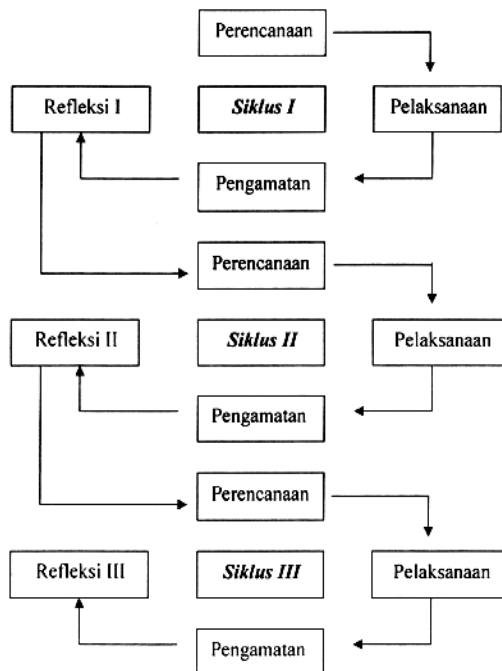 Perencanaan
Refleksi I
Siklus I
Pelaksanaan
Pengamatan
Perencanaan
Refleksi II
Siklus II
Pelaksanaan
Pengamatan
Perencanaan
Refleksi III
Siklus III
Pelaksanaan
Pengamatan